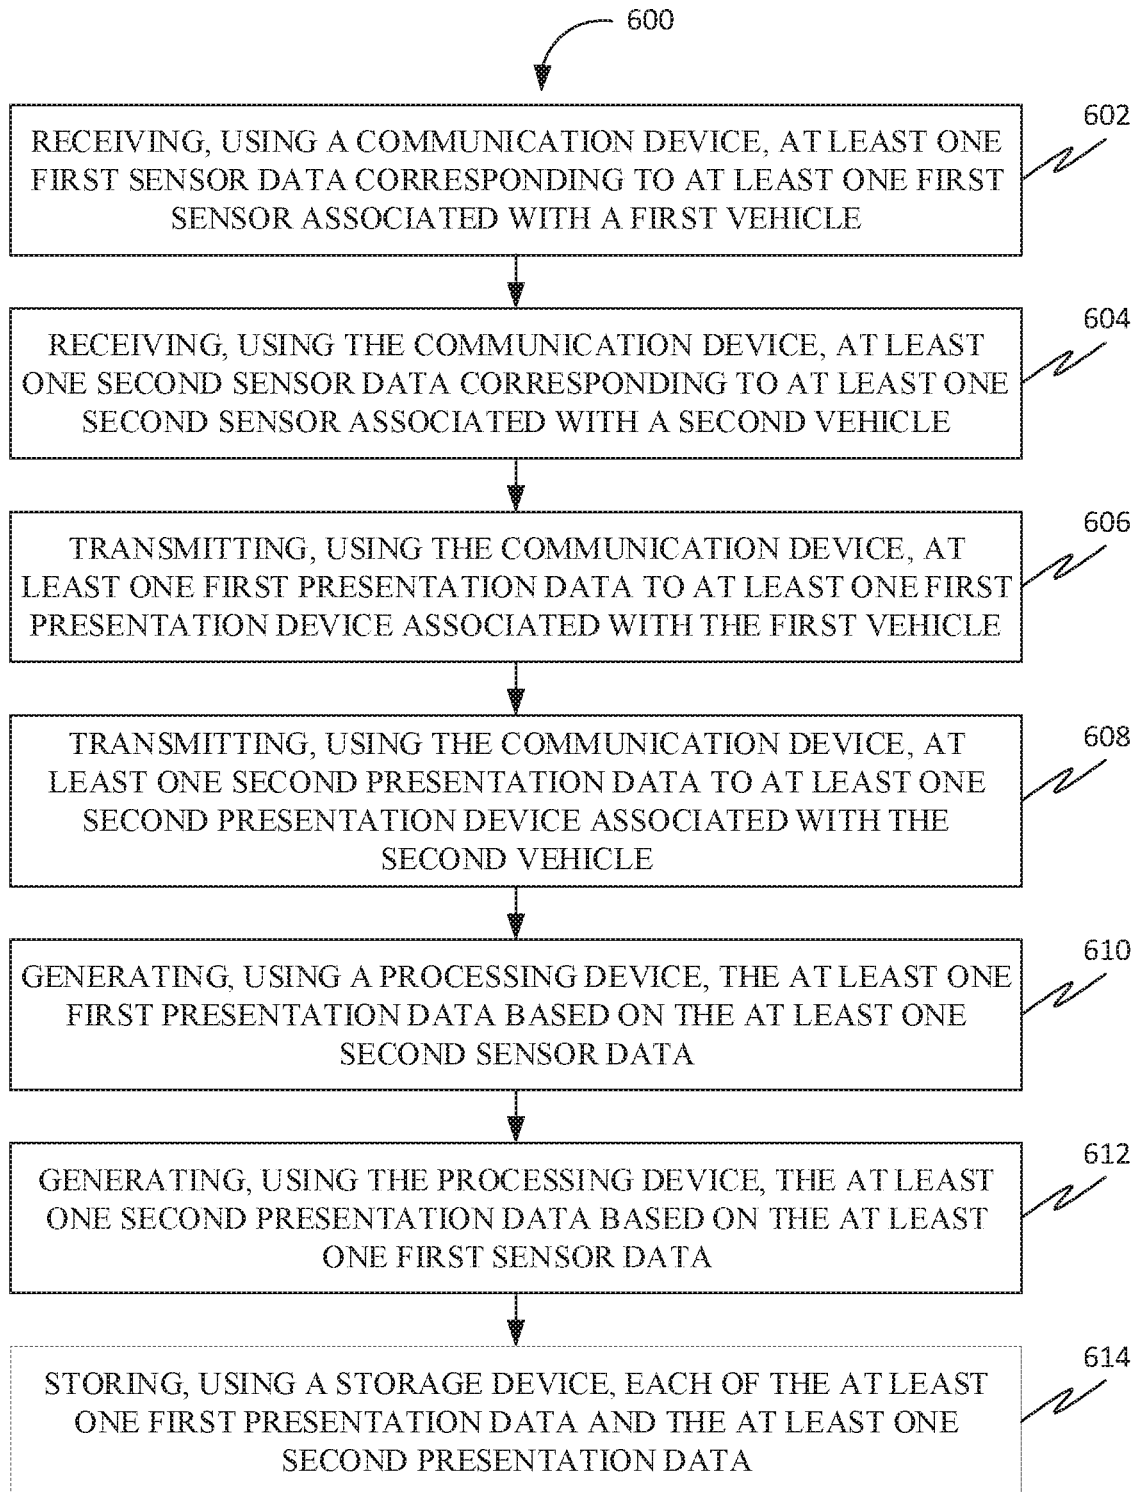 600
602
RECEIVING, USING A COMMUNICATION DEVICE, AT LEAST ONE
FIRST SENSOR DATA CORRESPONDING TO AT LEAST ONE FIRST
SENSOR ASSOCIATED WITH A FIRST VEHICLE
604
RECEIVING, USING THE COMMUNICATION DEVICE, AT LEAST
ONE SECOND SENSOR DATA CORRESPONDING TO AT LEAST ONE
SECOND SENSOR ASSOCIATED WITH A SECOND VEHICLE
606
TRANSMITTING, USING THE COMMUNICATION DEVICE, AT
LEAST ONE FIRST PRESENTATION DATA TO AT LEAST ONE FIRST
PRESENTATION DEVICE ASSOCIATED WITH THE FIRST VEHICLE
608
TRANSMITTING, USING THE COMMUNICATION DEVICE, AT
LEAST ONE SECOND PRESENTATION DATA TO AT LEAST ONE
SECOND PRESENTATION DEVICE ASSOCIATED WITH THE
SECOND VEHICLE
610
GENERATING, USING A PROCESSING DEVICE, THE AT LEAST ONE
FIRST PRESENTATION DATA BASED ON THE AT LEAST ONE
SECOND SENSOR DATA
612
GENERATING, USING THE PROCESSING DEVICE, THE AT LEAST
ONE SECOND PRESENTATION DATA BASED ON THE AT LEAST
ONE FIRST SENSOR DATA
614
STORING, USING A STORAGE DEVICE, EACH OF THE AT LEAST
ONE FIRST PRESENTATION DATA AND THE AT LEAST ONE
SECOND PRESENTATION DATA